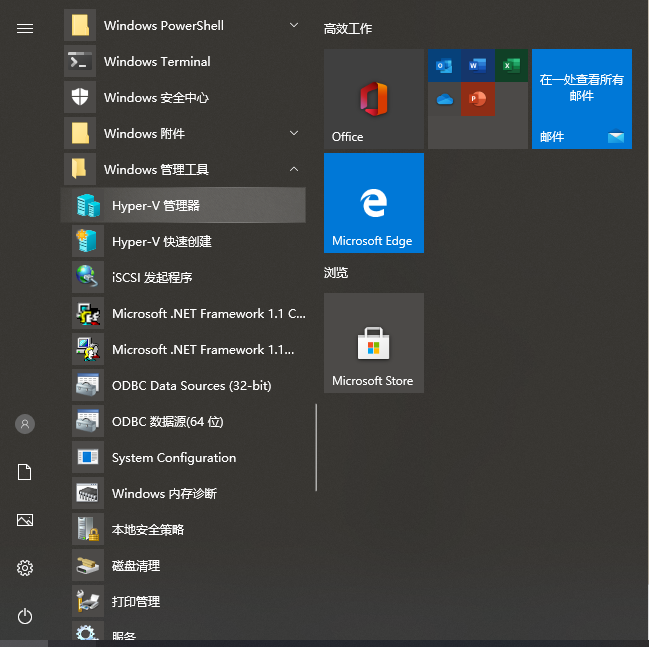 Windows PowerShell
Windows Terminal
Windows 安全中心
Windows 附件
Windows 管理工具
Hyper-V 管理器
Hyper-V 快速创建
iSCSI 发起程序
Microsoft .NET Framework 1.1 C...
Microsoft .NET Framework 1.1...
ODBC Data Sources (32-bit)
ODBC 数据源(64 位)
System Configuration
Windows 内存诊断
本地安全策略
磁盘清理
打印管理
服务
高效工作
Office
在一处查看所有
邮件
邮件
Microsoft Edge
浏览
Microsoft Store